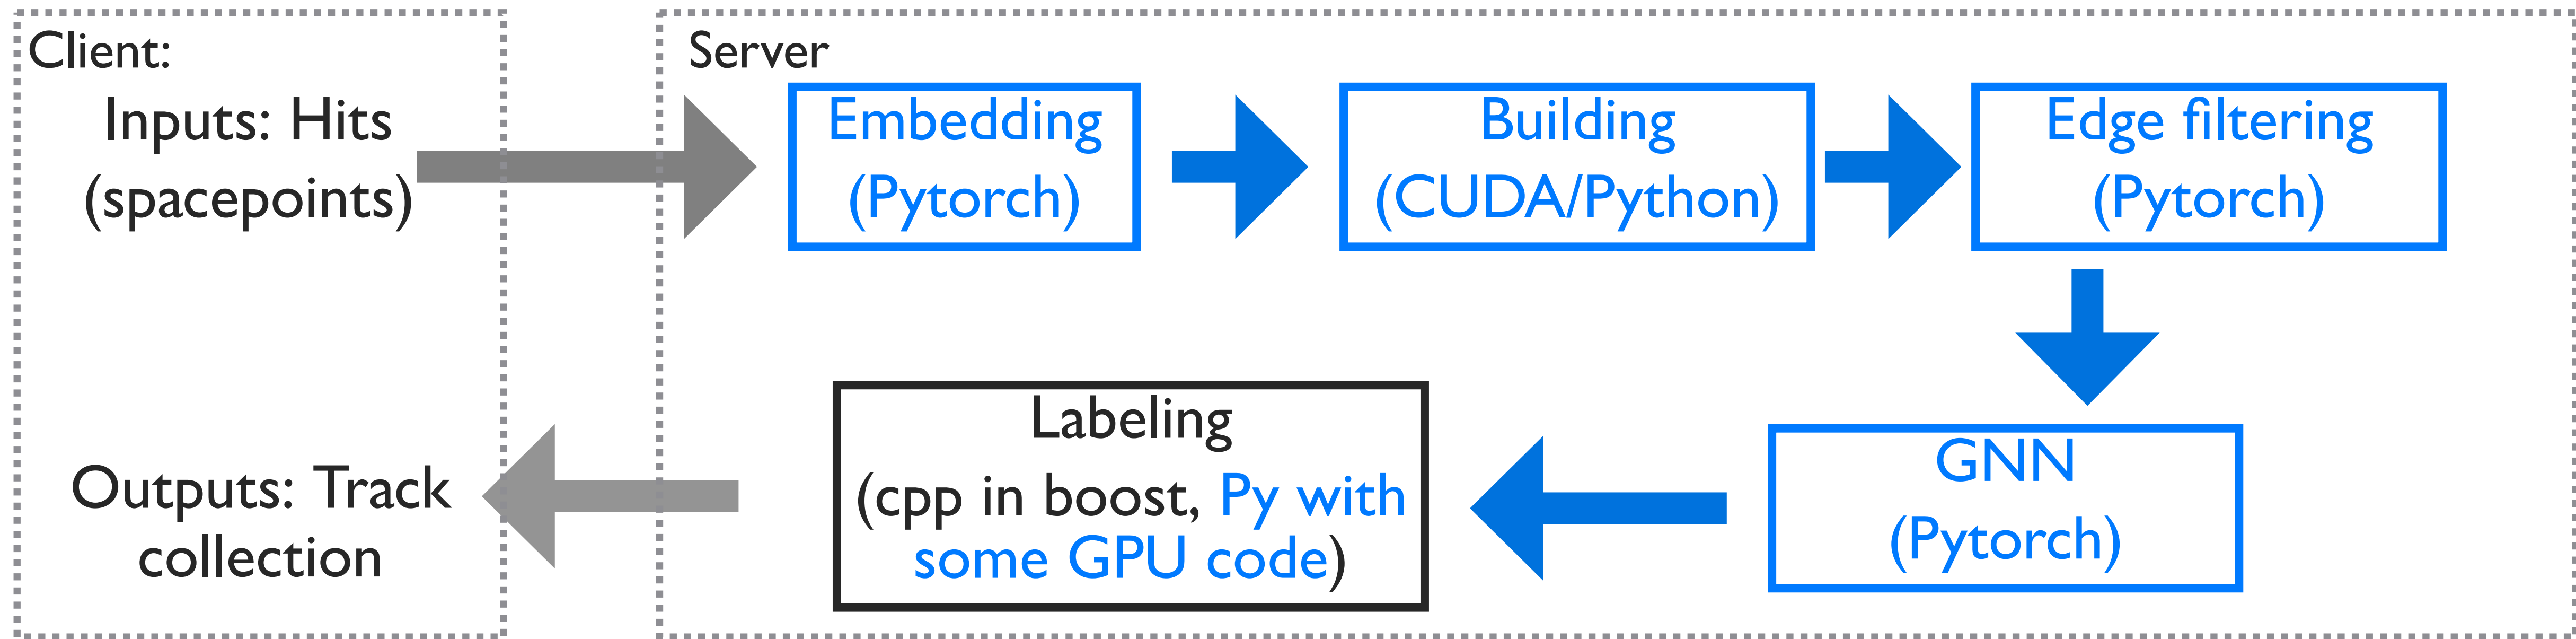 Client:
Inputs: Hits
(spacepoints)
Server
Embedding
(Pytorch)
Building
(CUDA/Python)
Edge filtering
(Pytorch)
GNN
(Pytorch)
Labeling
(cpp in boost, Py with
some GPU code)
Outputs: Track
collection